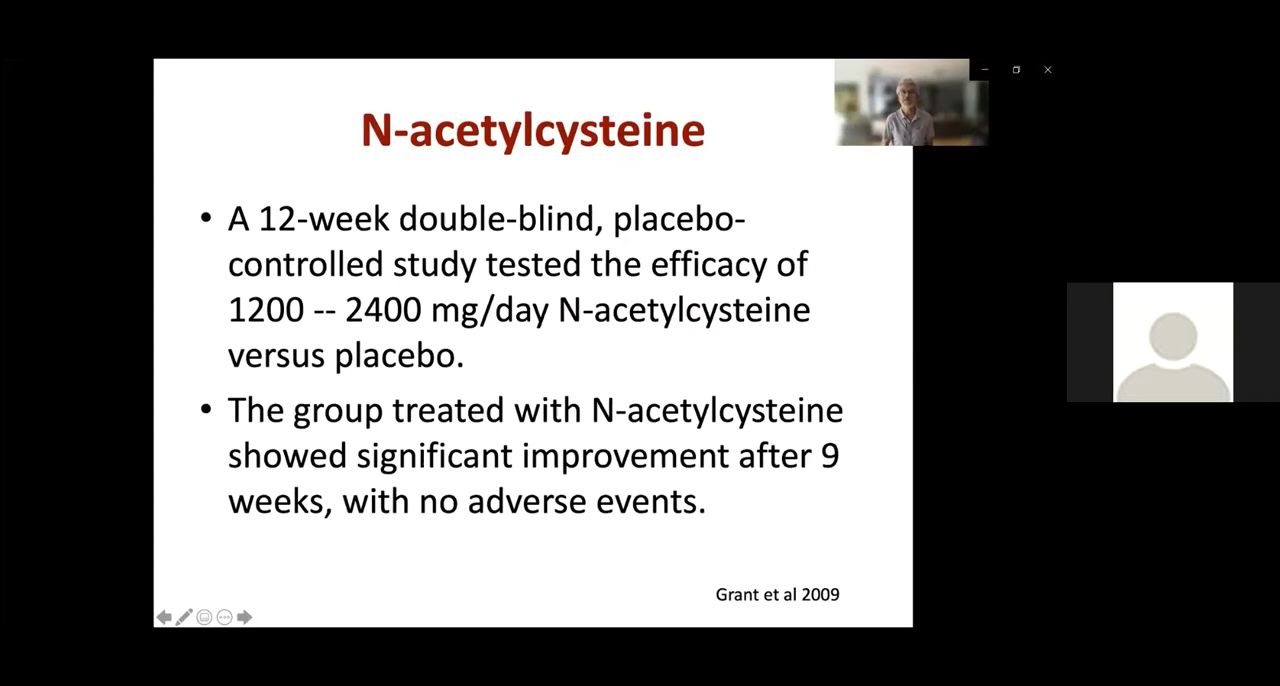 N-acetylcysteine
• A 12-week double-blind, placebo-
controlled study tested the efficacy of
1200 -- 2400 mg/day N-acetylcysteine
versus placebo.
• The group treated with N-acetylcysteine
showed significant improvement after 9
weeks, with no adverse events.
Grant et al 2009